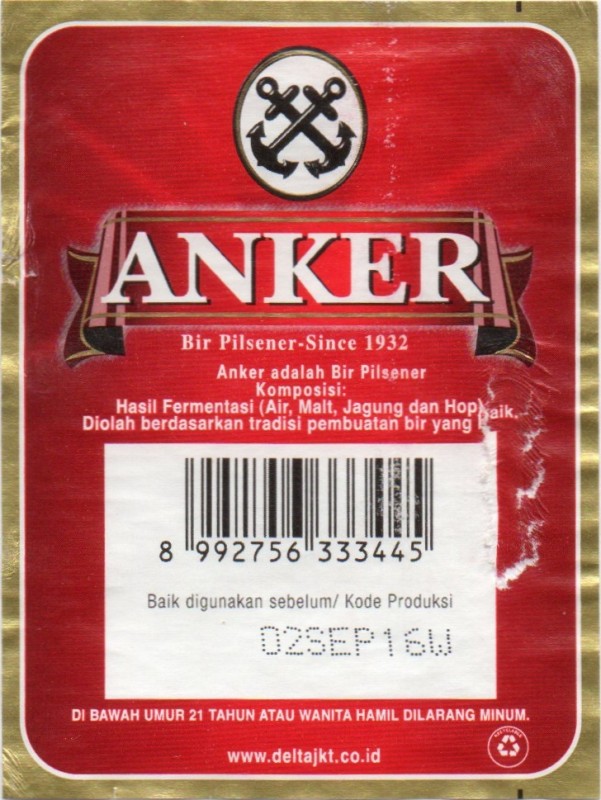 ANKER
Bir Pilsener-Since 1932
Anker adalah Bir Pilsener
Komposisi:
Hasil Fermentasi (Air, Malt, Jagung dan Hop)
Diolah berdasarkan tradisi pembuatan bir yang baik.
8 992756 333445
Baik digunakan sebelum/ Kode Produksi
02SEP16W
DI BAWAH UMUR 21 TAHUN ATAU WANITA HAMIL DILARANG MINUM.
www.deltajkt.co.id